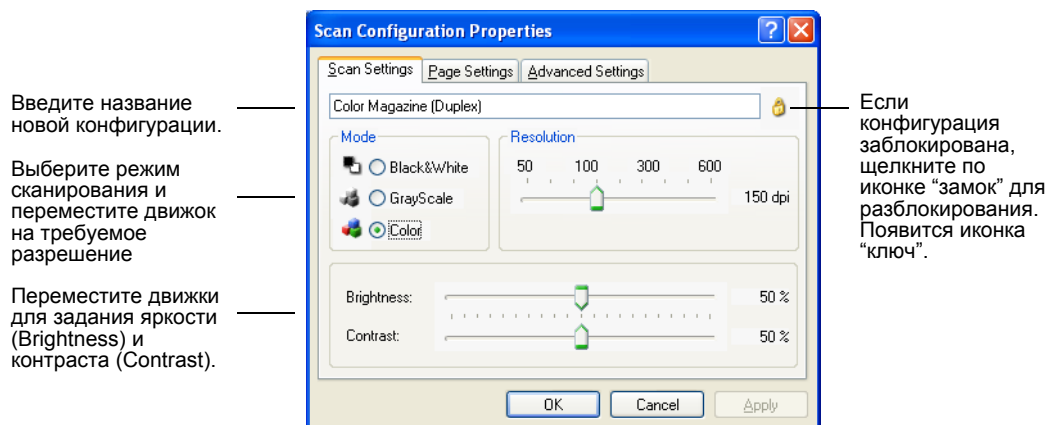 Scan Configuration Properties
Scan Settings Page Settings Advanced Settings
Введите название
новой конфигурации.
Color Magazine (Duplex)
Если
конфигурация
заблокирована,
щелкните по
иконке “замок” для
разблокирования.
Появится иконка
“ключ”.
Выберите режим
сканирования и
переместите движок
на требуемое
разрешение
Mode
Black&White
GrayScale
Color
Resolution
50 100 300 600
150 dpi
Переместите движки
для задания яркости
(Brightness) и
контраста (Contrast).
Brightness: 50 %
Contrast: 50 %
OK Cancel Apply